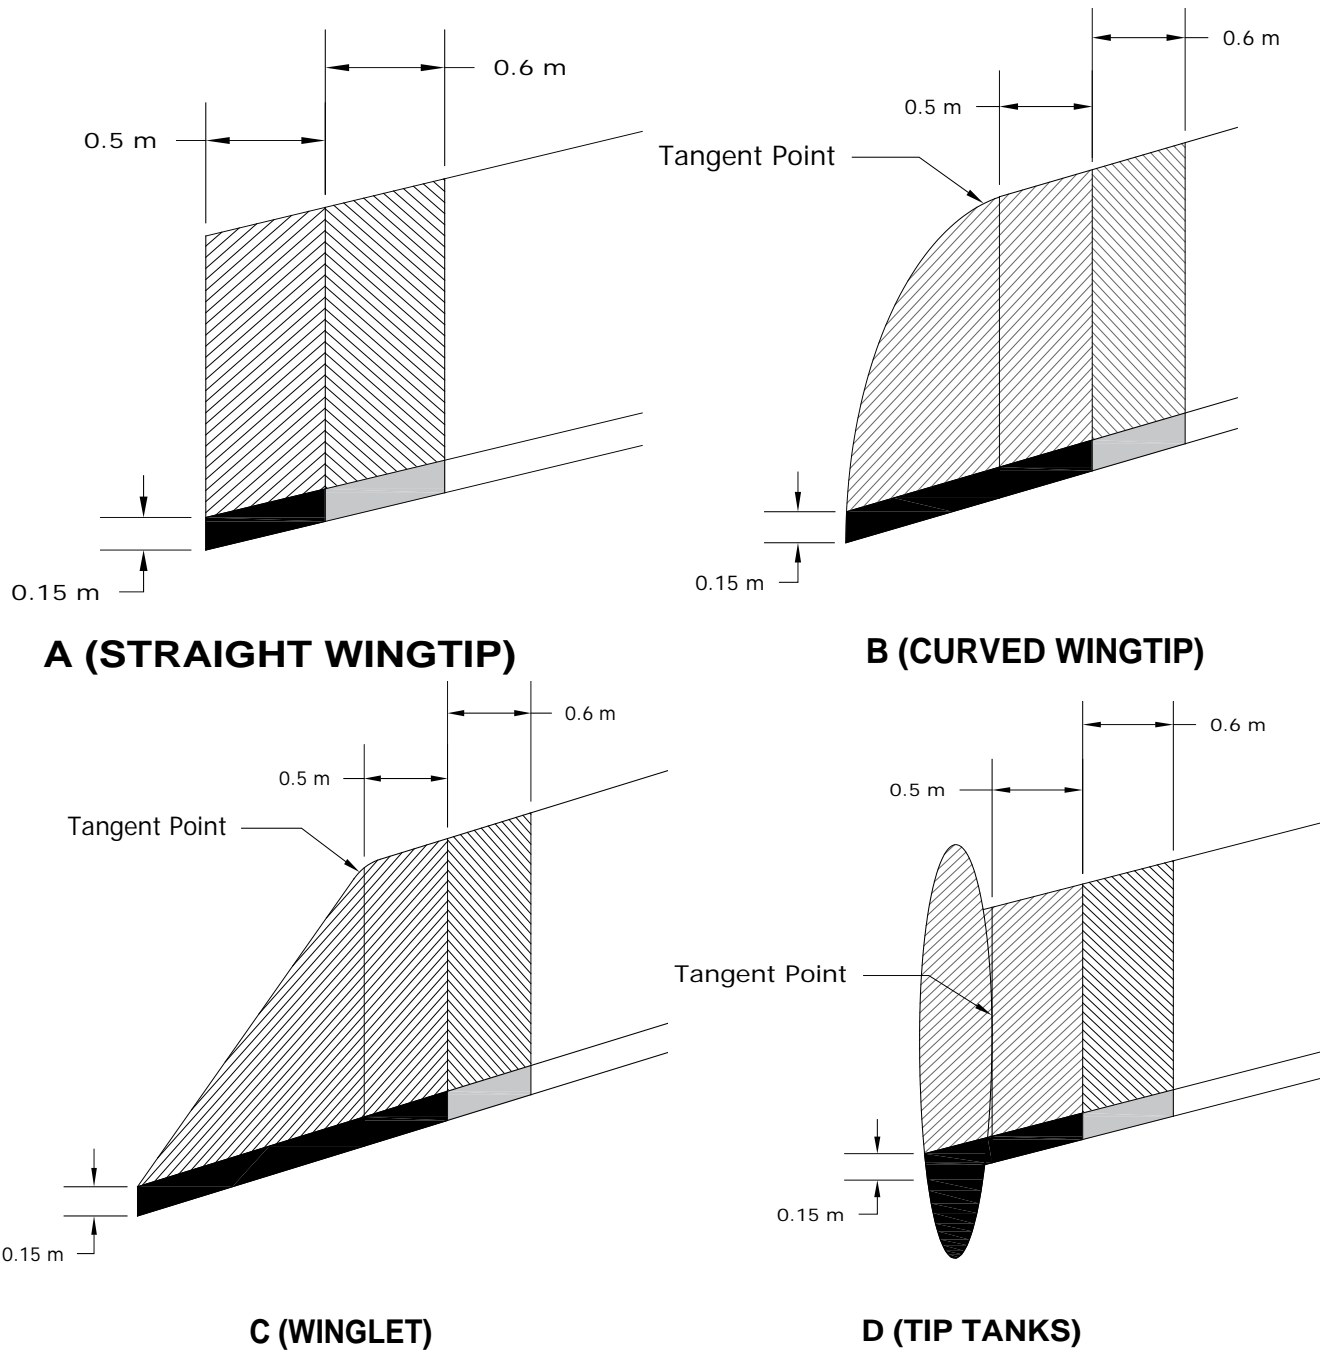 0.6 m
0.5 m
0.15 m
A (STRAIGHT WINGTIP)
0.6 m
0.5 m
Tangent Point
0.15 m
B (CURVED WINGTIP)
0.6 m
0.5 m
Tangent Point
0.15 m
C (WINGLET)
0.6 m
0.5 m
Tangent Point
0.15 m
D (TIP TANKS)